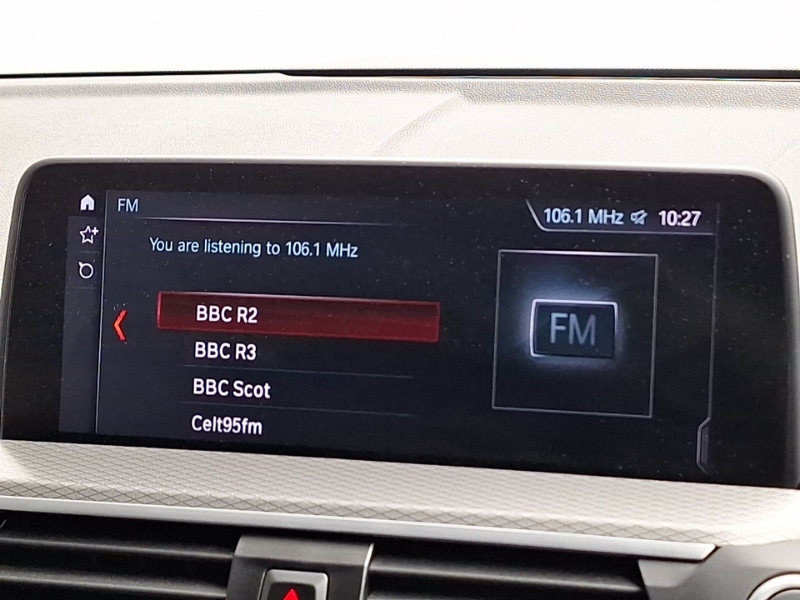 FM
106.1 MHz 10:27
You are listening to 106.1 MHz
BBC R2
BBC R3
BBC Scot
Celt95fm
FM